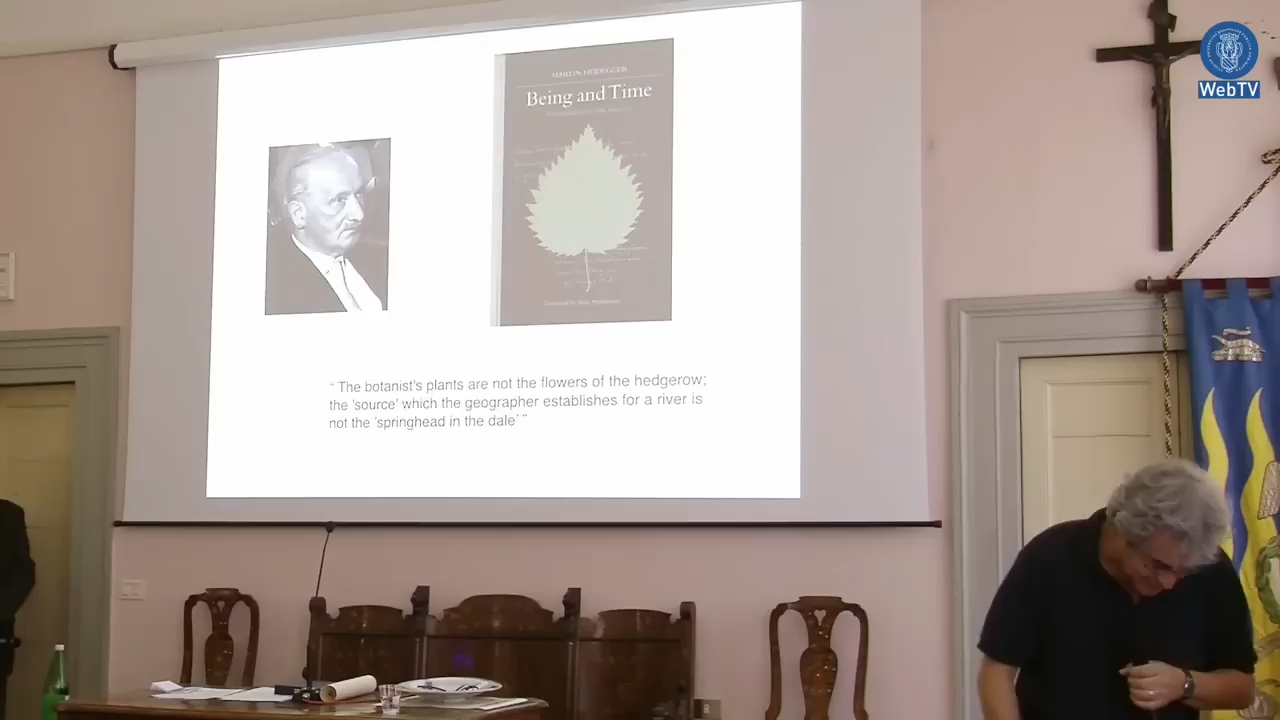 WebTV
MARTIN HEIDEGGER
Being and Time
“ The botanist's plants are not the flowers of the hedgerow;
the 'source' which the geographer establishes for a river is
not the 'springhead in the dale' ”